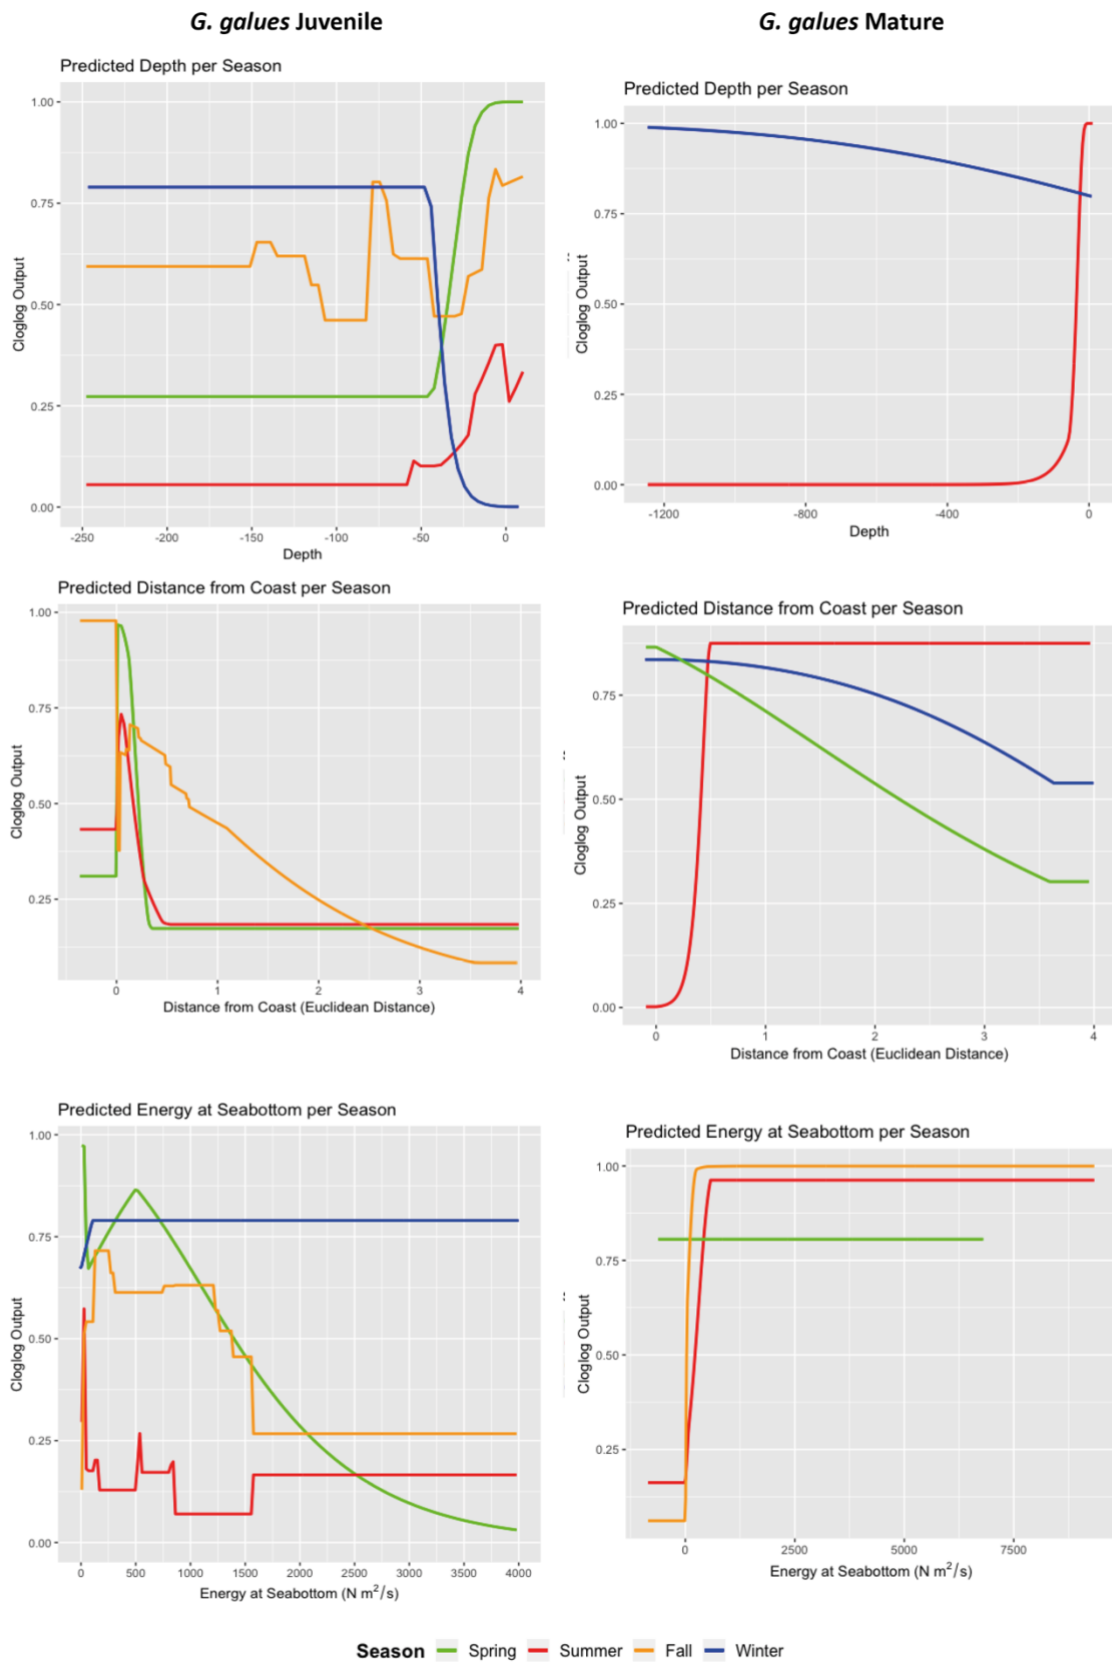 G. galues Juvenile
G. galues Mature
Predicted Depth per Season
1.00
0.75
0.50
0.25
0.00
Cloglog Output
-250 -200 -150 -100 -50 0
Depth
Predicted Depth per Season
1.00
0.75
0.50
0.25
0.00
Cloglog Output
-1200 -800 -400 0
Depth
Predicted Distance from Coast per Season
1.00
0.75
0.50
0.25
Cloglog Output
0 1 2 3 4
Distance from Coast (Euclidean Distance)
Predicted Distance from Coast per Season
0.75
0.50
0.25
0.00
Cloglog Output
0 1 2 3 4
Distance from Coast (Euclidean Distance)
Predicted Energy at Seabottom per Season
1.00
0.75
0.50
0.25
0.00
Cloglog Output
0 500 1000 1500 2000 2500 3000 3500 4000
Energy at Seabottom (N m²/s)
Predicted Energy at Seabottom per Season
1.00
0.75
0.50
0.25
Cloglog Output
0 2500 5000 7500
Energy at Seabottom (N m²/s)
Season Spring Summer Fall Winter